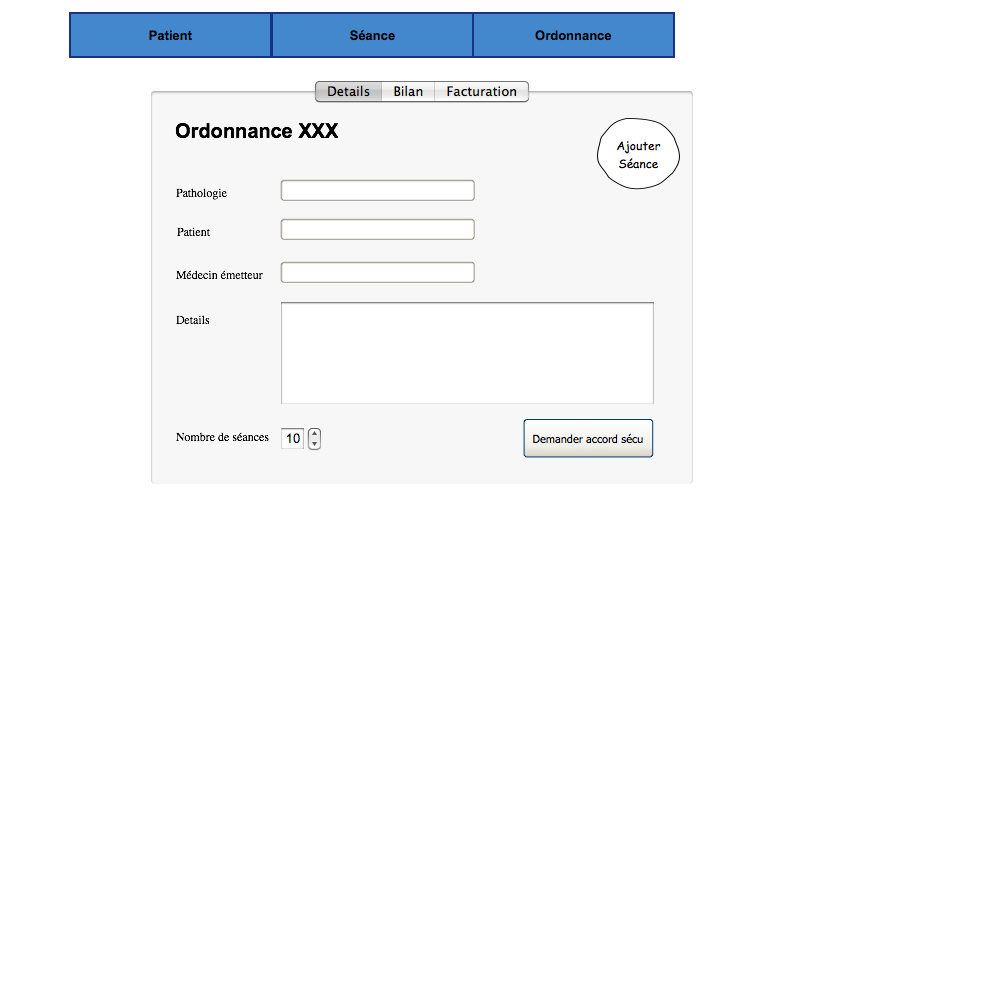 Patient Séance Ordonnance
Details Bilan Facturation
Ordonnance XXX
Ajouter
Séance
Pathologie
Patient
Médecin émetteur
Details
Nombre de séances 10 Demander accord sécu